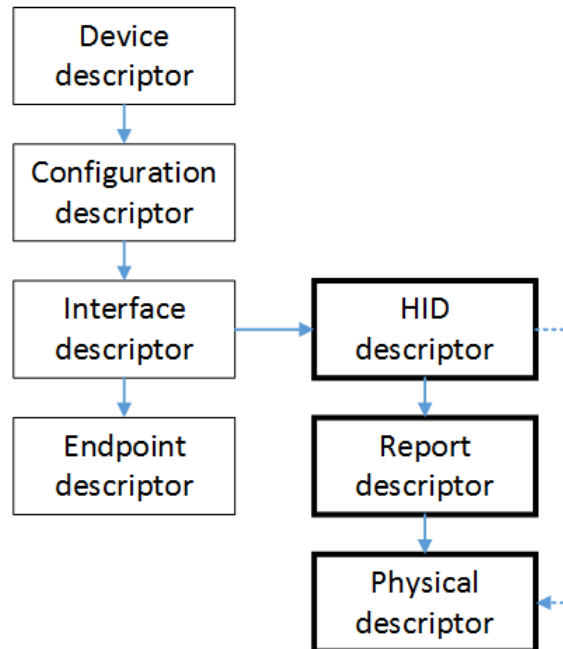 Device
descriptor
Configuration
descriptor
Interface
descriptor
Endpoint
descriptor
HID
descriptor
Report
descriptor
Physical
descriptor